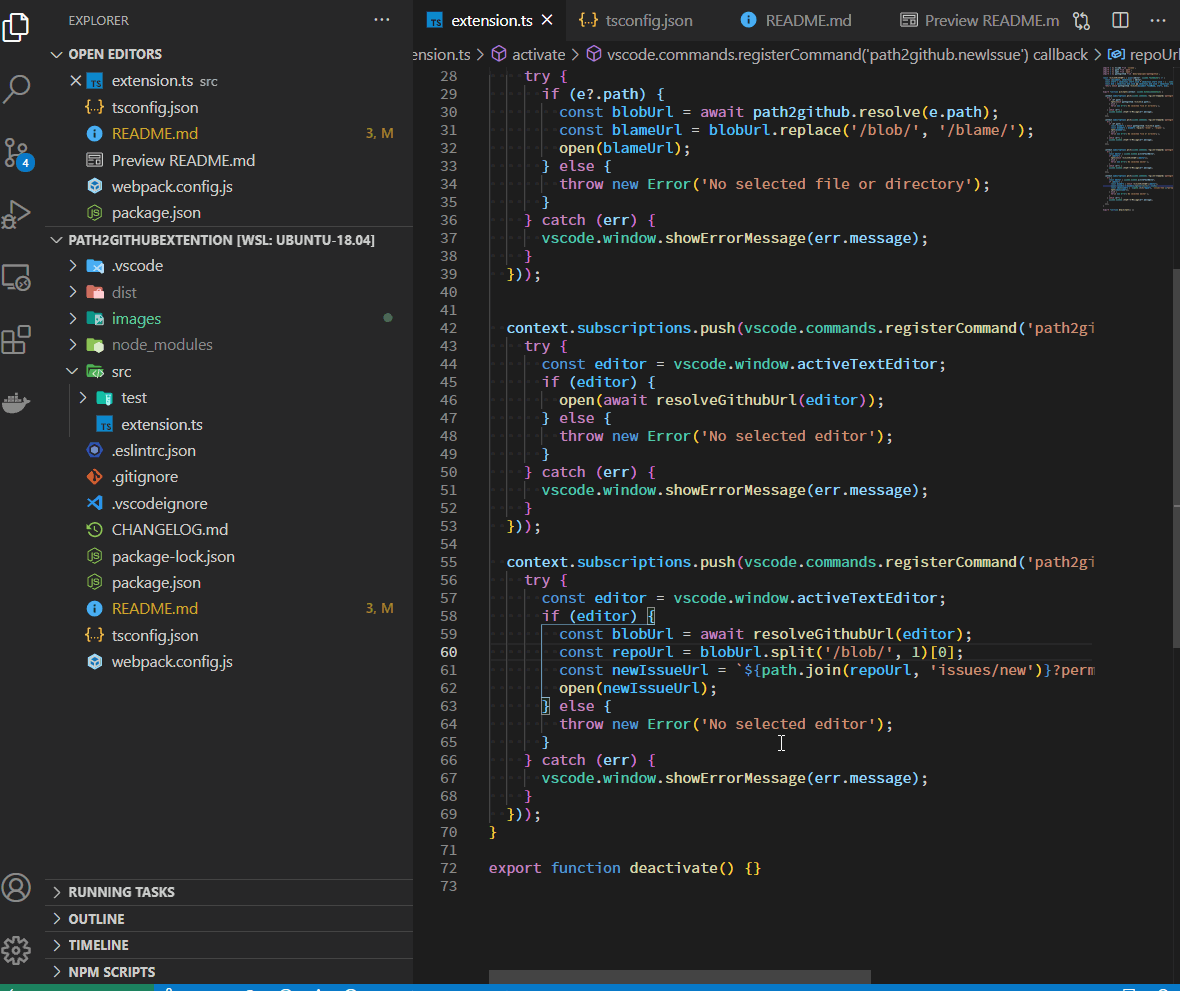 EXPLORER
OPEN EDITORS
extension.ts src
tsconfig.json
README.md 3, M
Preview README.md
webpack.config.js
package.json
4
PATH2GITHUBEXTENTION [WSL: UBUNTU-18.04]
.vscode
dist
images
node_modules
src
test
extension.ts
.eslintrc.json
.gitignore
.vscodeignore
CHANGELOG.md
package-lock.json
package.json
README.md 3, M
tsconfig.json
webpack.config.js
RUNNING TASKS
OUTLINE
TIMELINE
NPM SCRIPTS
extension.ts tsconfig.json README.md Preview README.m
ension.ts > activate > vscode.commands.registerCommand('path2github.newIssue') callback > repoUrl
28 try {
29 if (e?.path) {
30 const blobUrl = await path2github.resolve(e.path);
31 const blameUrl = blobUrl.replace('/blob/', '/blame/');
32 open(blameUrl);
33 } else {
34 throw new Error('No selected file or directory');
35 }
36 } catch (err) {
37 vscode.window.showErrorMessage(err.message);
38 }
39 }));
40
41
42 context.subscriptions.push(vscode.commands.registerCommand('path2gi
43 try {
44 const editor = vscode.window.activeTextEditor;
45 if (editor) {
46 open(await resolveGithubUrl(editor));
47 } else {
48 throw new Error('No selected editor');
49 }
50 } catch (err) {
51 vscode.window.showErrorMessage(err.message);
52 }
53 }));
54
55 context.subscriptions.push(vscode.commands.registerCommand('path2gi
56 try {
57 const editor = vscode.window.activeTextEditor;
58 if (editor) {
59 const blobUrl = await resolveGithubUrl(editor);
60 const repoUrl = blobUrl.split('/blob/', 1)[0];
61 const newIssueUrl = `${path.join(repoUrl, 'issues/new')}?perm
62 open(newIssueUrl);
63 } else {
64 throw new Error('No selected editor');
65 }
66 } catch (err) {
67 vscode.window.showErrorMessage(err.message);
68 }
69 }));
70 }
71
72 export function deactivate() {}
73